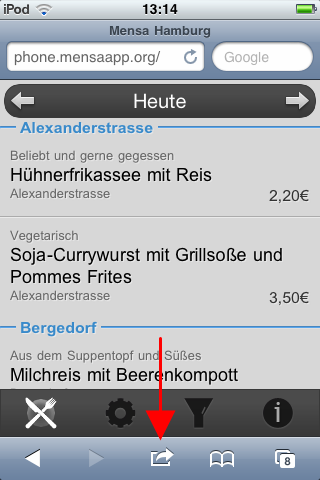 iPod 13:14
Mensa Hamburg
phone.mensaapp.org/ Google
Heute
Alexanderstrasse
Beliebt und gerne gegessen
Hühnerfrikassee mit Reis
Alexanderstrasse 2,20€
Vegetarisch
Soja-Currywurst mit Grillsoße und
Pommes Frites
Alexanderstrasse 3,50€
Bergedorf
Aus dem Suppentopf und Süßes
Milchreis mit Beerenkompott
i
8